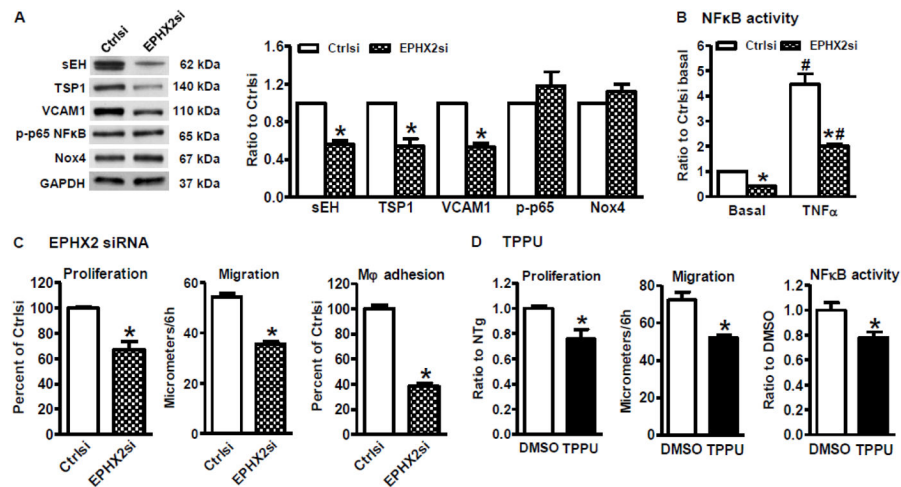 A
Ctrlsi EPHX2si
sEH 62 kDa
TSP1 140 kDa
VCAM1 110 kDa
p-p65 NFκB 65 kDa
Nox4 67 kDa
GAPDH 37 kDa
Ctrlsi EPHX2si
Ratio to Ctrlsi
1.6
1.2
0.8
0.4
0.0
* * *
sEH TSP1 VCAM1 p-p65 Nox4
B NFκB activity
Ctrlsi EPHX2si
Ratio to Ctrlsi basal
6
5
4
3
2
1
0
#
*#
*
Basal TNFα
C EPHX2 siRNA
Proliferation
Percent of Ctrlsi
120
100
80
60
40
20
0
*
Ctrlsi
EPHX2si
Migration
Micrometers/6h
60
40
20
0
*
Ctrlsi
EPHX2si
Mφ adhesion
Percent of Ctrlsi
120
100
80
60
40
20
0
*
Ctrlsi
EPHX2si
D TPPU
Proliferation
Ratio to NTg
1.2
1.0
0.8
0.6
0.4
0.2
0.0
*
DMSO TPPU
Migration
Micrometers/6h
80
60
40
20
0
*
DMSO TPPU
NFκB activity
Ratio to DMSO
1.2
1.0
0.8
0.6
0.4
0.2
0.0
*
DMSO TPPU